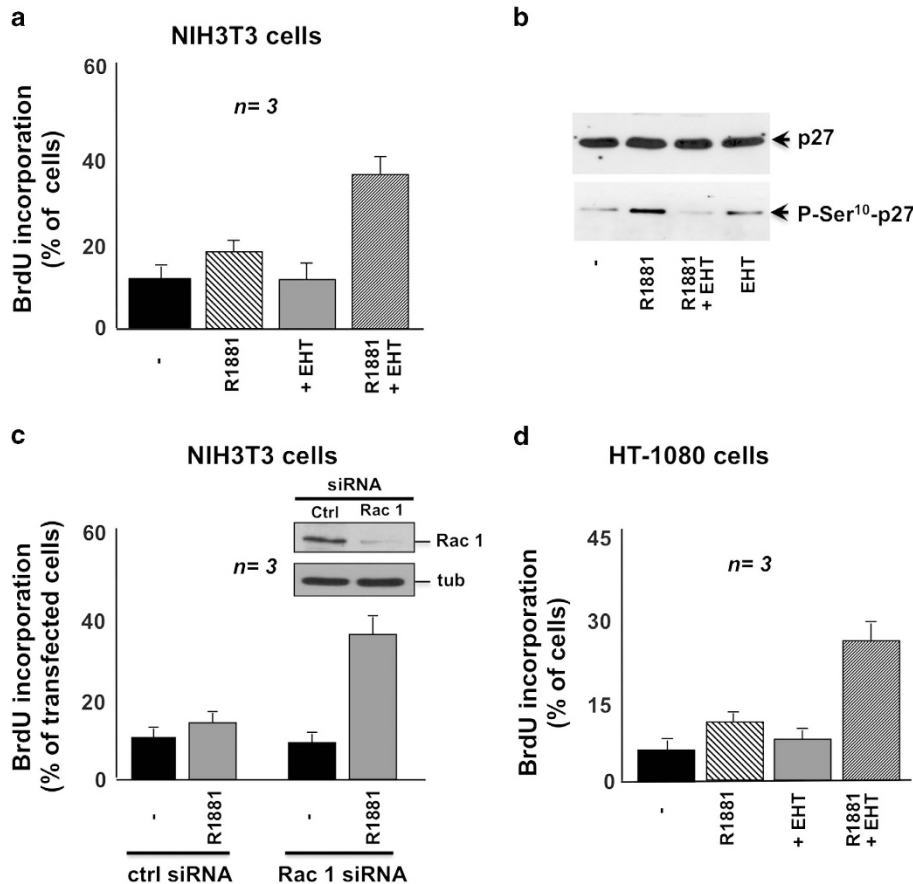 a
NIH3T3 cells
BrdU incorporation
(% of cells)
60
40
20
0
n= 3
-
R1881
+ EHT
R1881
+ EHT
b
p27
P-Ser¹⁰-p27
-
R1881
R1881
+ EHT
EHT
c
NIH3T3 cells
BrdU incorporation
(% of transfected cells)
60
40
20
0
n= 3
siRNA
Ctrl Rac 1
Rac 1
tub
-
R1881
-
R1881
ctrl siRNA
Rac 1 siRNA
d
HT-1080 cells
BrdU incorporation
(% of cells)
45
30
15
0
n= 3
-
R1881
+ EHT
R1881
+ EHT